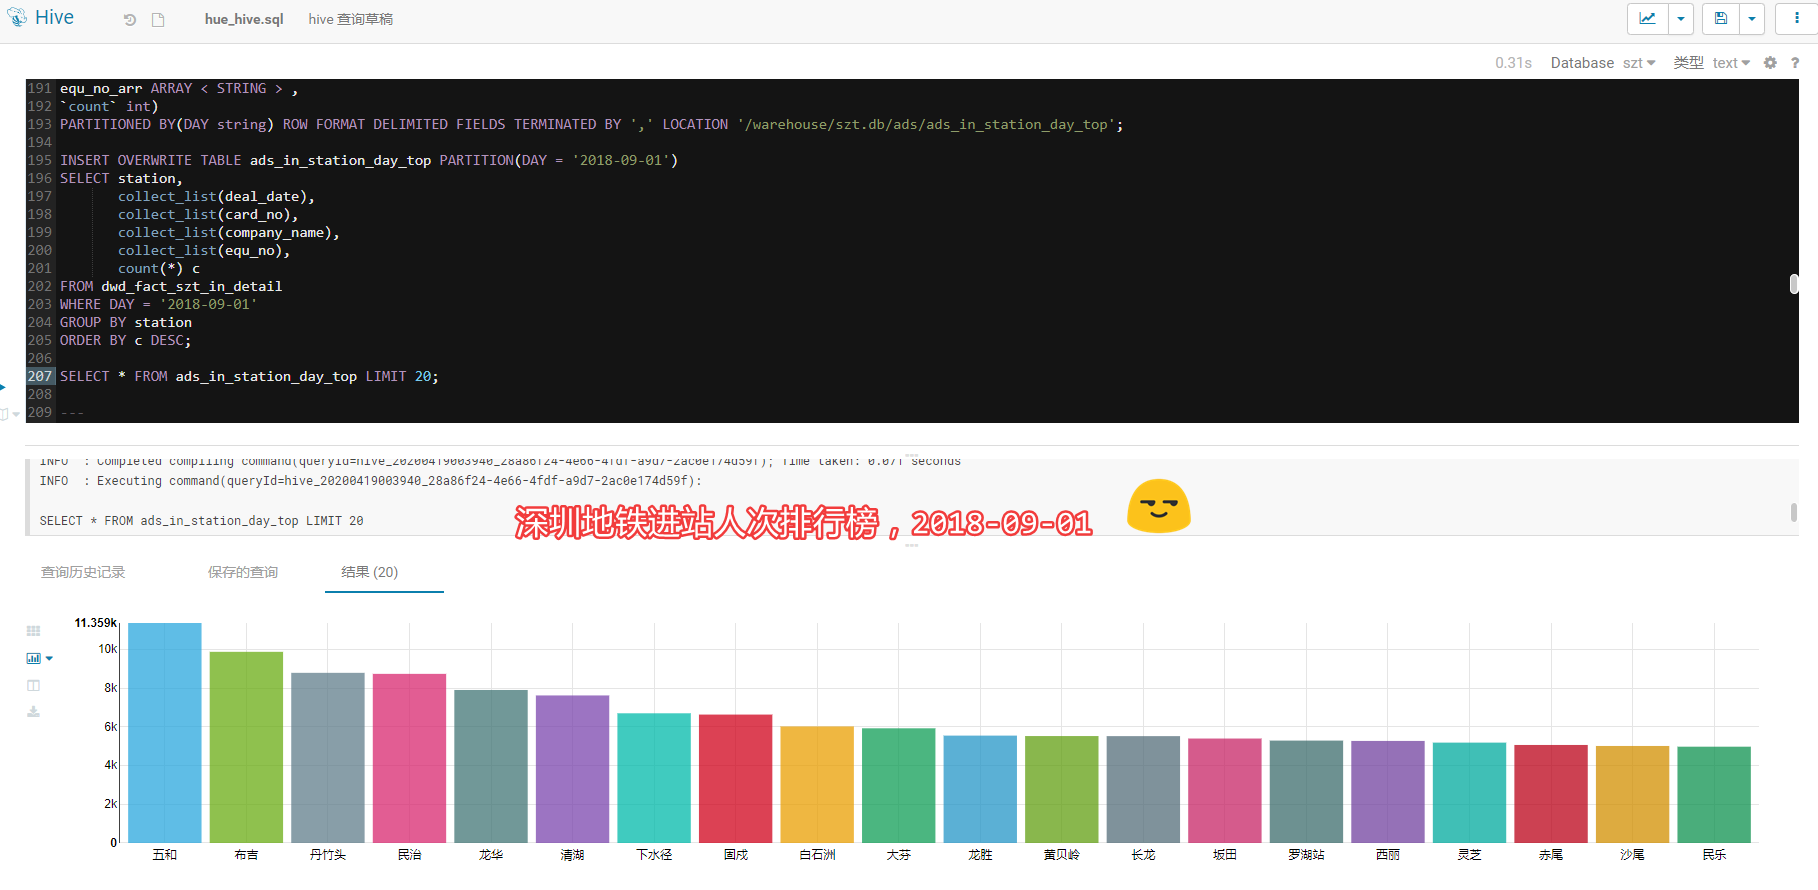 Hive
hue_hive.sql
hive 查询草稿
0.31s Database szt 类型 text ?
191 equ_no_arr ARRAY < STRING > ,
192 `count` int)
193 PARTITIONED BY(DAY string) ROW FORMAT DELIMITED FIELDS TERMINATED BY ',' LOCATION '/warehouse/szt.db/ads/ads_in_station_day_top';
194
195 INSERT OVERWRITE TABLE ads_in_station_day_top PARTITION(DAY = '2018-09-01')
196 SELECT station,
197 collect_list(deal_date),
198 collect_list(card_no),
199 collect_list(company_name),
200 collect_list(equ_no),
201 count(*) c
202 FROM dwd_fact_szt_in_detail
203 WHERE DAY = '2018-09-01'
204 GROUP BY station
205 ORDER BY c DESC;
206
207 SELECT * FROM ads_in_station_day_top LIMIT 20;
208
209 ---
INFO : Completed compiling command(queryId=hive_20200419003940_28a86f24-4e66-4fdf-a9d7-2ac0e174d59f); Time taken: 0.071 seconds
INFO : Executing command(queryId=hive_20200419003940_28a86f24-4e66-4fdf-a9d7-2ac0e174d59f):
SELECT * FROM ads_in_station_day_top LIMIT 20
深圳地铁进站人次排行榜，2018-09-01
查询历史记录 保存的查询 结果 (20)
11.359k
10k
8k
6k
4k
2k
0
五和 布吉 丹竹头 民治 龙华 清湖 下水径 固戍 白石洲 大芬 龙胜 黄贝岭 长龙 坂田 罗湖站 西丽 灵芝 赤尾 沙尾 民乐